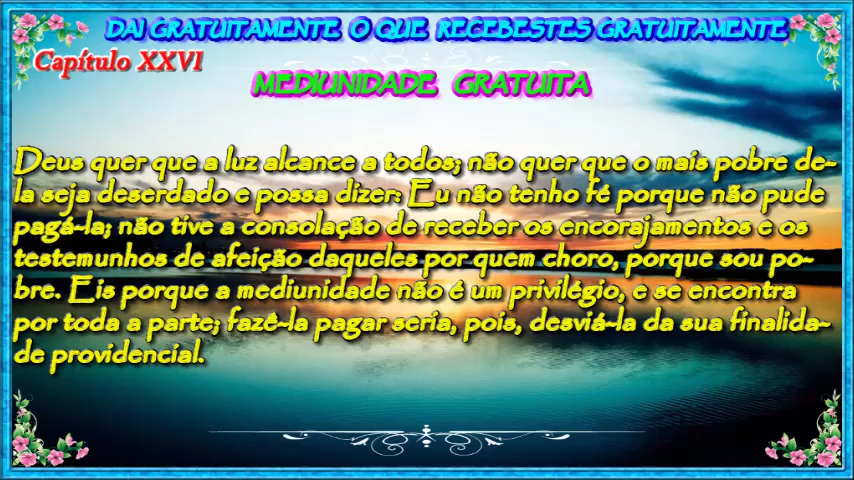 DAI GRATUITAMENTE O QUE RECEBESTES GRATUITAMENTE
Capítulo XXVI
MEDIUNIDADE GRATUITA
Deus quer que a luz alcance a todos; não quer que o mais pobre de-
la seja deserdado e possa dizer: Eu não tenho fé porque não pude
pagá-la; não tive a consolação de receber os encorajamentos e os
testemunhos de afeição daqueles por quem choro, porque sou po-
bre. Eis porque a mediunidade não é um privilégio, e se encontra
por toda a parte; fazê-la pagar seria, pois, desviá-la da sua finalida-
de providencial.